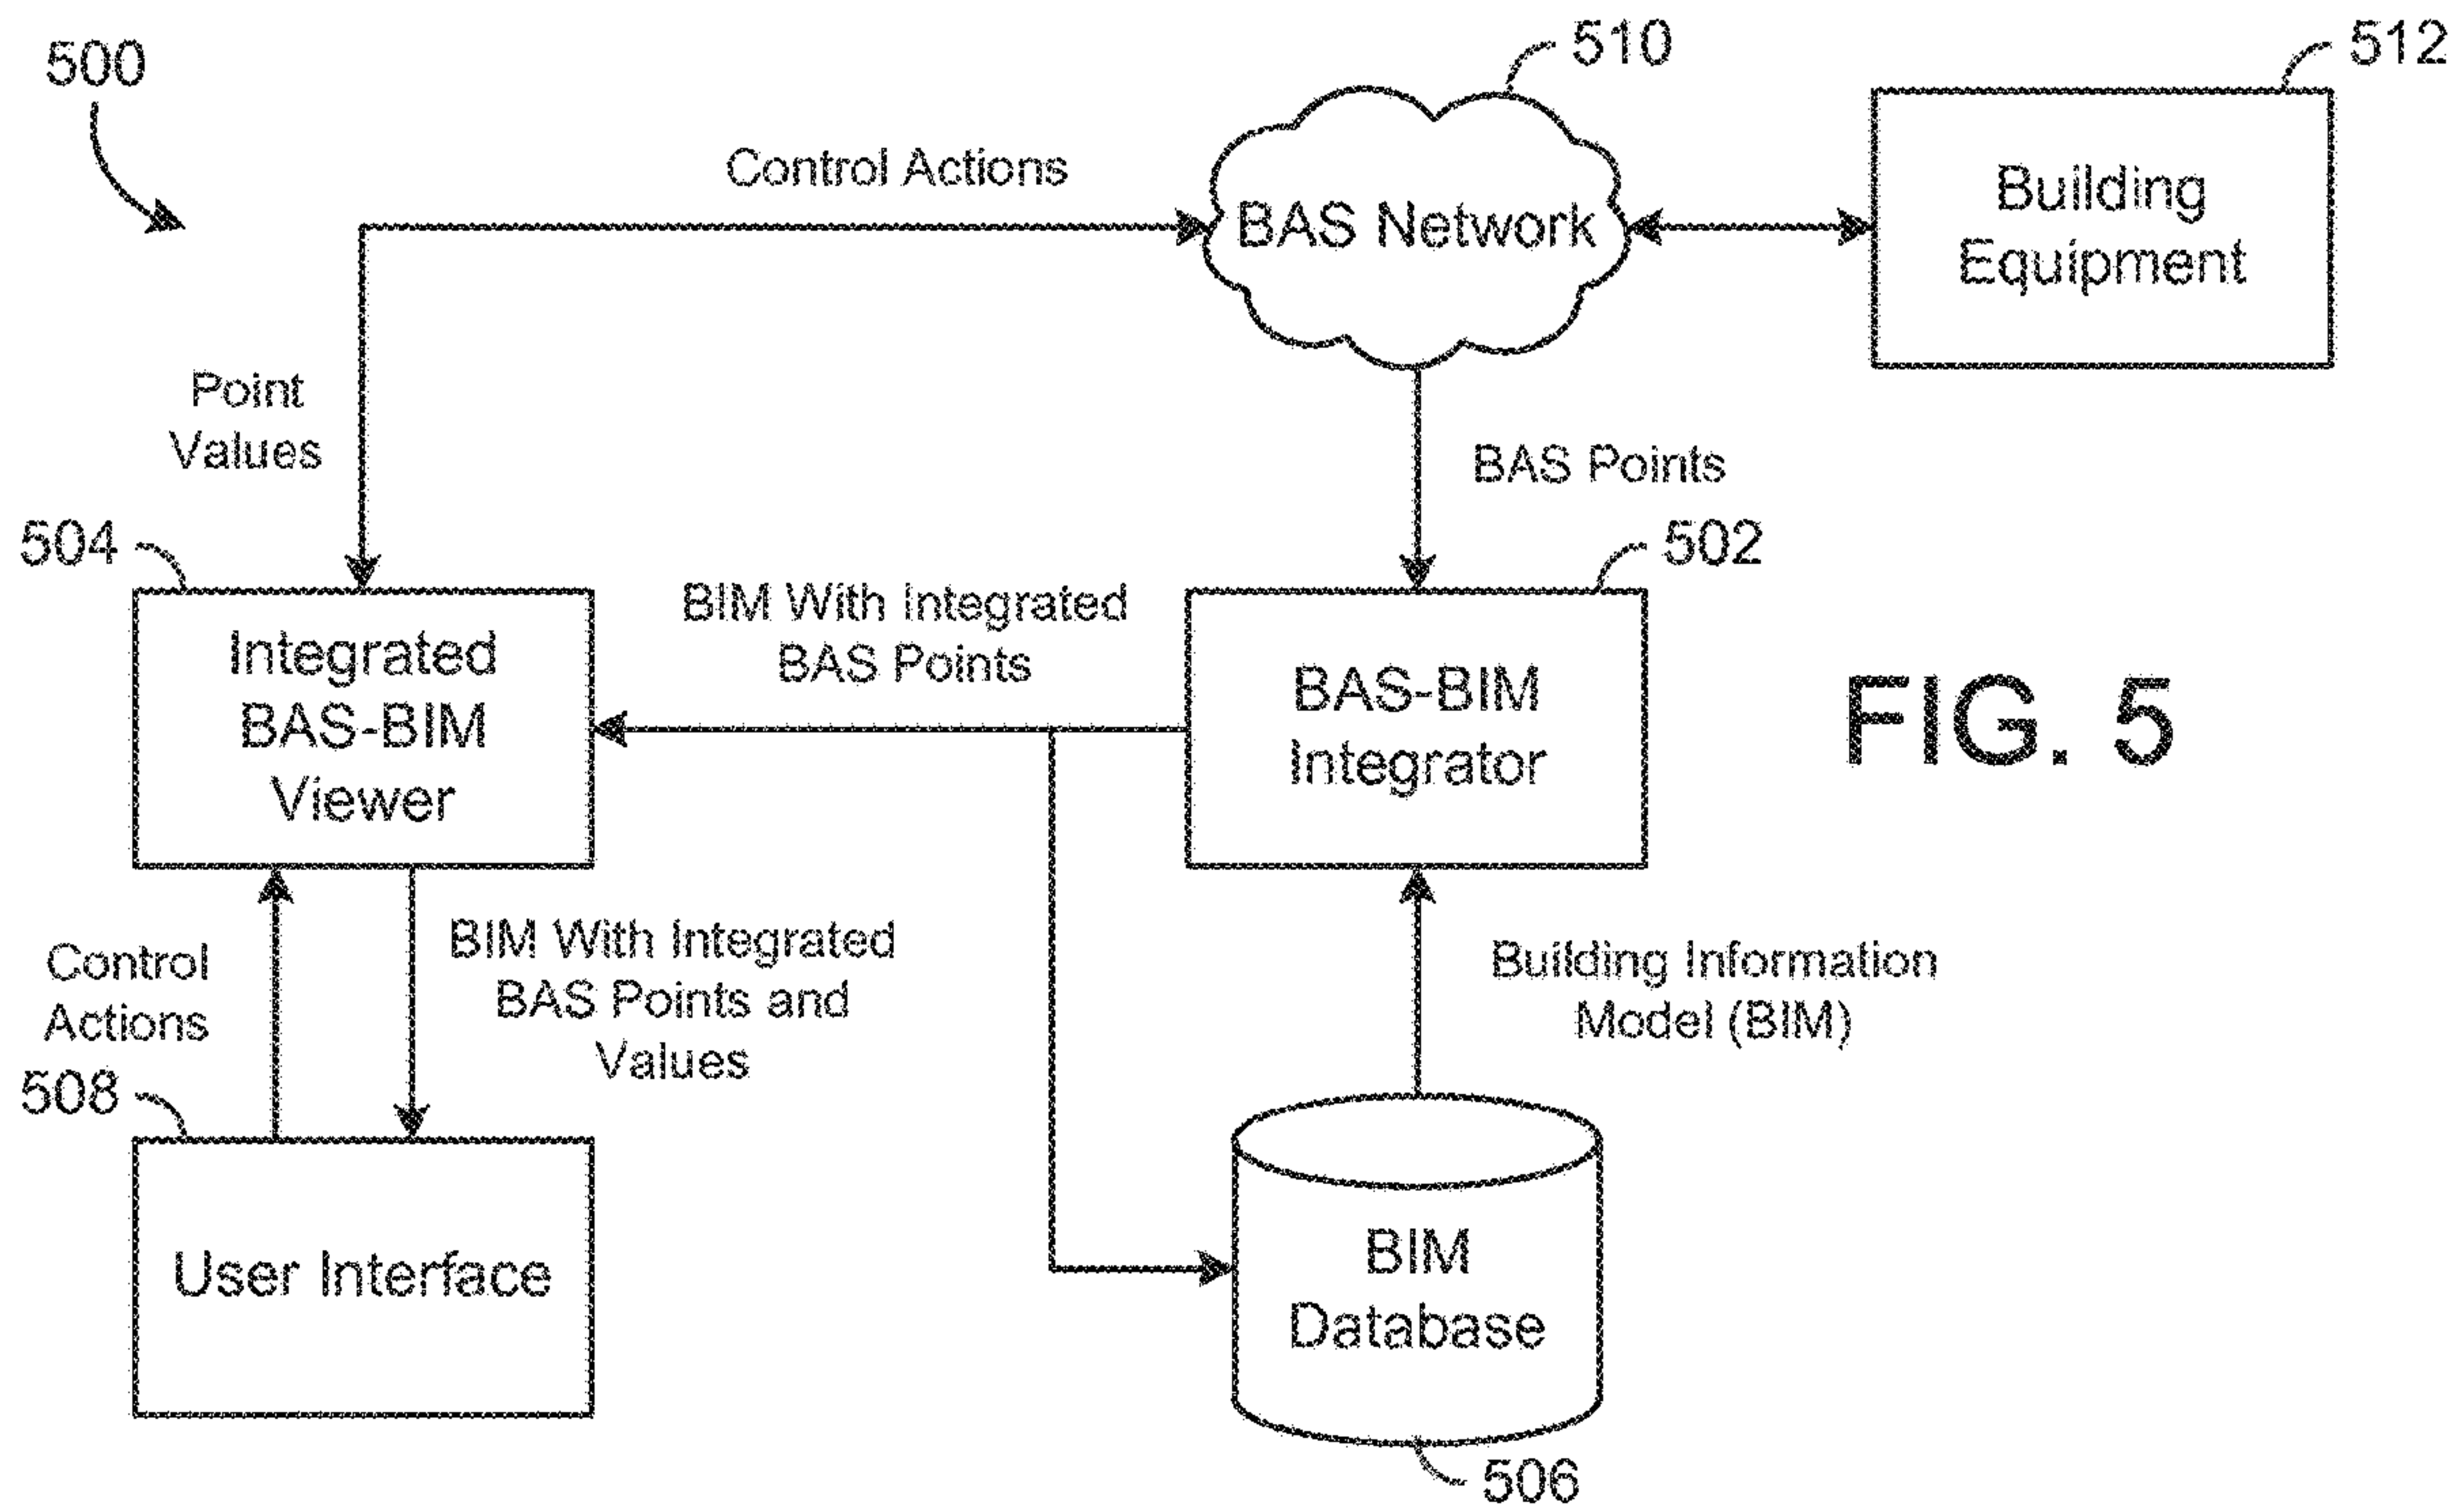 500
510
512
Control Actions
BAS Network
Building
Equipment
Point
Values
BAS Points
504
502
BIM With Integrated
BAS Points
Integrated
BAS-BIM
Viewer
BAS-BIM
Integrator
FIG. 5
Control
Actions
BIM With Integrated
BAS Points and
Values
Building Information
Model (BIM)
508
User Interface
BIM
Database
506